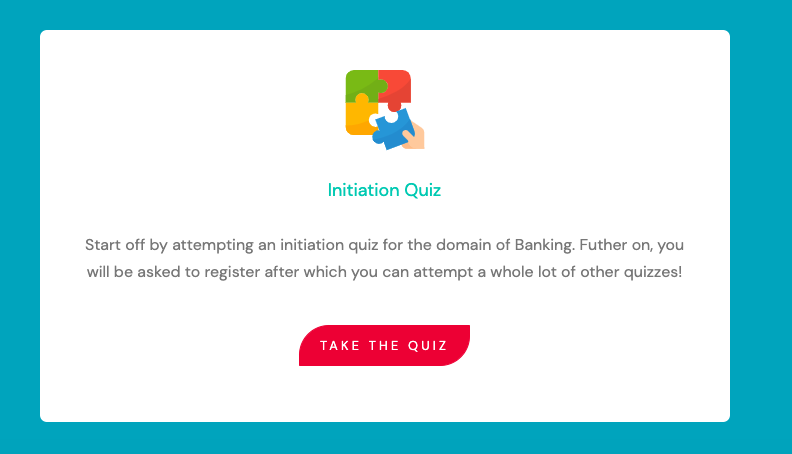 Initiation Quiz
Start off by attempting an initiation quiz for the domain of Banking. Futher on, you
will be asked to register after which you can attempt a whole lot of other quizzes!
TAKE THE QUIZ